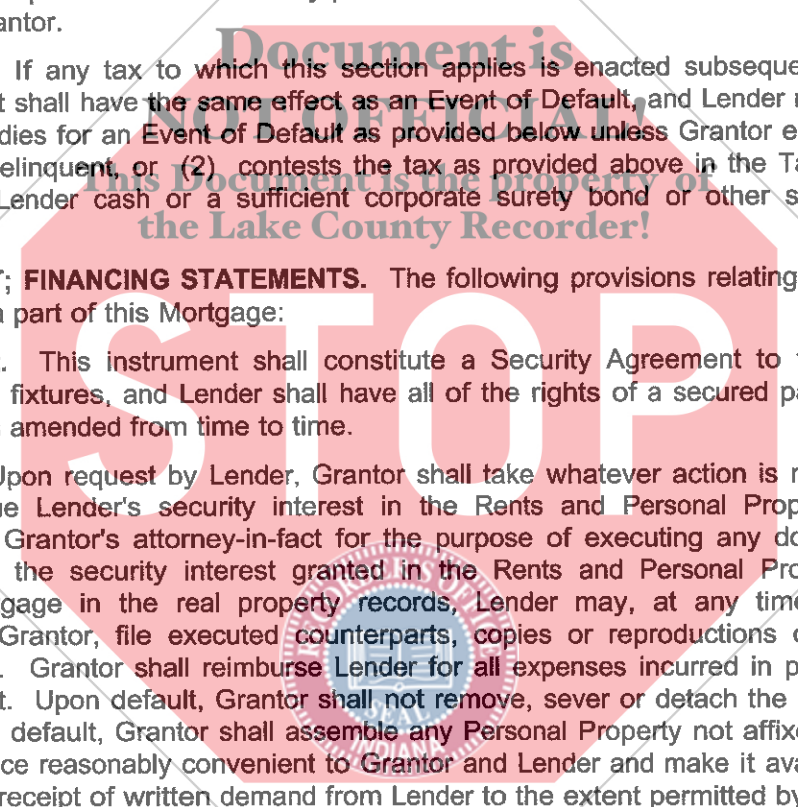 antor.
Document is
If any tax to which this section applies is enacted subseque
t shall have the same effect as an Event of Default, and Lender
NOT OFFICIAL!
dies for an Event of Default as provided below unless Grantor e
elinquent, or (2) contests the tax as provided above in the Ta
This Document is the property of
Lender cash or a sufficient corporate surety bond or other s
the Lake County Recorder!
; FINANCING STATEMENTS. The following provisions relating
part of this Mortgage:
STOP
. This instrument shall constitute a Security Agreement to
fixtures, and Lender shall have all of the rights of a secured pa
amended from time to time.
Upon request by Lender, Grantor shall take whatever action is
ue Lender's security interest in the Rents and Personal Prop
Grantor's attorney-in-fact for the purpose of executing any do
the security interest granted in the Rents and Personal Pro
gage in the real property records, Lender may, at any time
Grantor, file executed counterparts, copies or reproductions
. Grantor shall reimburse Lender for all expenses incurred in p
t. Upon default, Grantor shall not remove, sever or detach the
default, Grantor shall assemble any Personal Property not affixe
SEAL
INDIANA
ce reasonably convenient to Grantor and Lender and make it ava
receipt of written demand from Lender to the extent permitted by